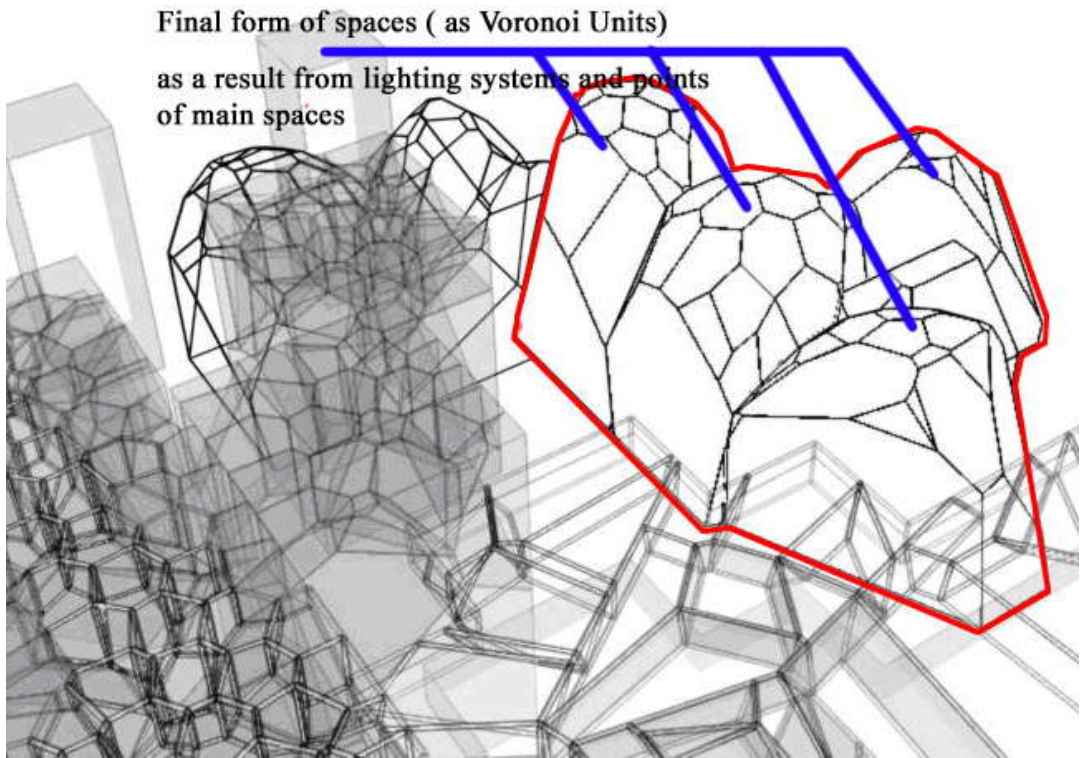 Final form of spaces ( as Voronoi Units)
as a result from lighting systems and points
of main spaces